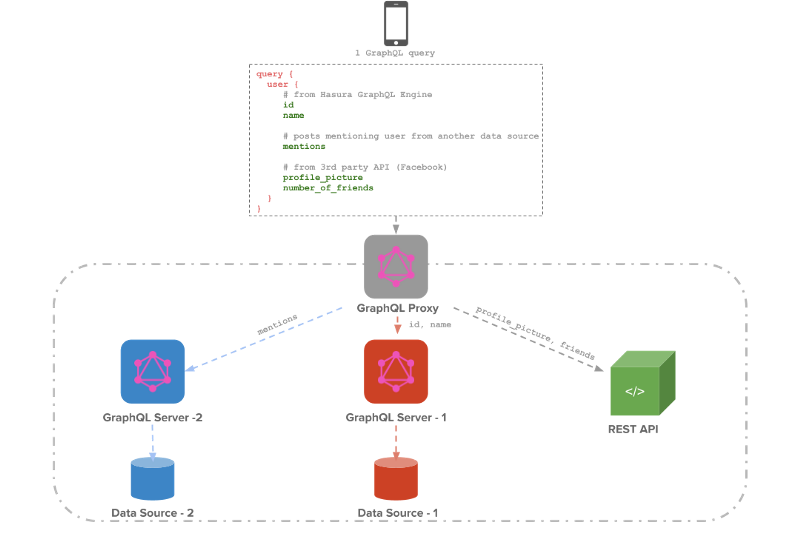 1 GraphQL query
query {
user {
# from Hasura GraphQL Engine
id
name
# posts mentioning user from another data source
mentions
# from 3rd party API (Facebook)
profile_picture
number_of_friends
}
}
GraphQL Proxy
mentions
id, name
profile_picture, friends
</>
GraphQL Server -2
GraphQL Server - 1
REST API
Data Source - 2
Data Source - 1